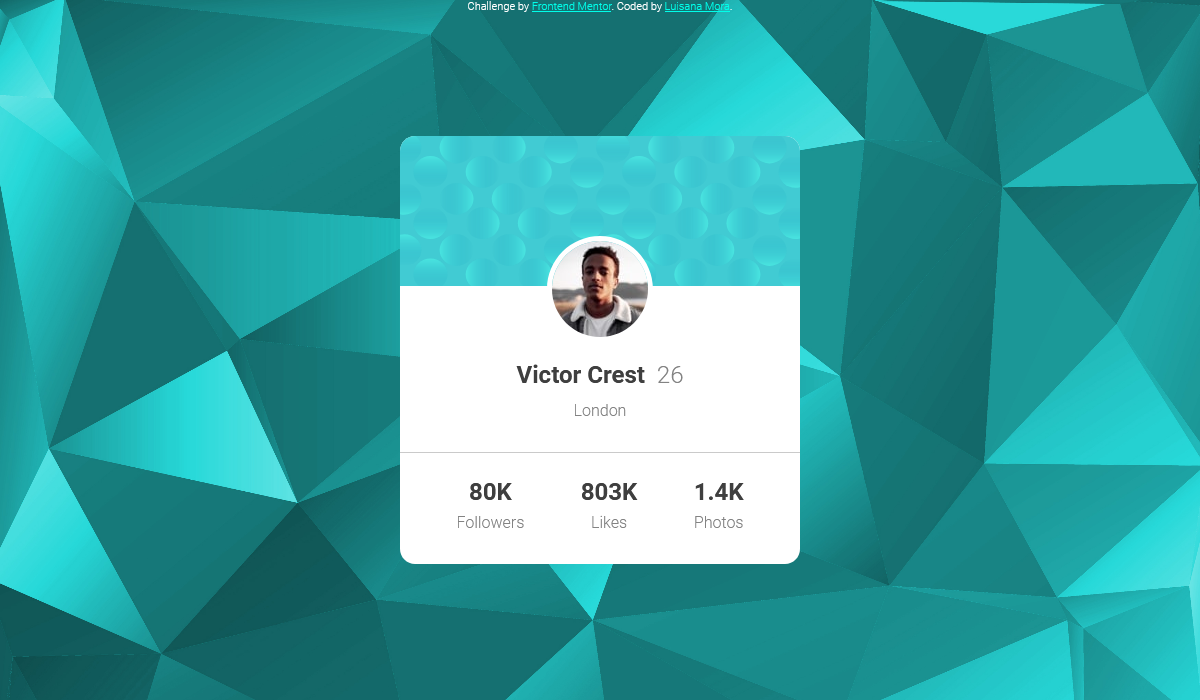 Challenge by Frontend Mentor. Coded by Luisana Mora.
Victor Crest 26
London
80K 803K 1.4K
Followers Likes Photos